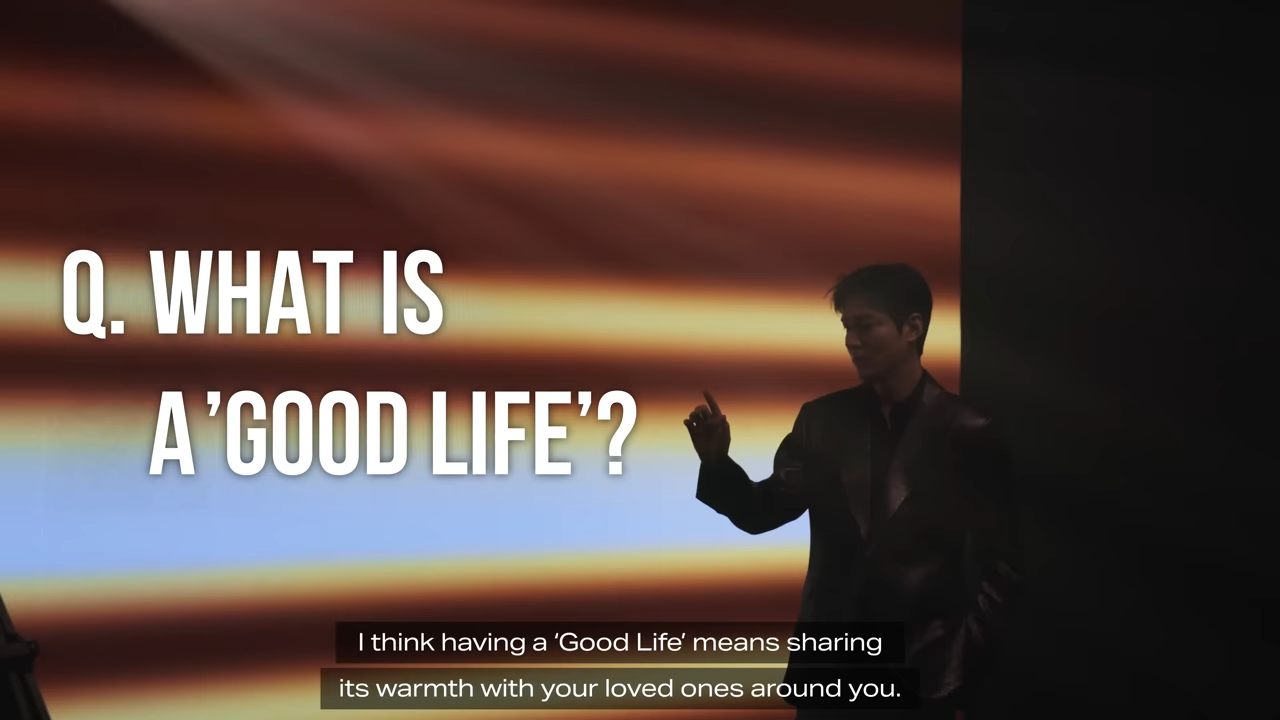 Q. WHAT IS
A 'GOOD LIFE'?
I think having a ‘Good Life’ means sharing
its warmth with your loved ones around you.